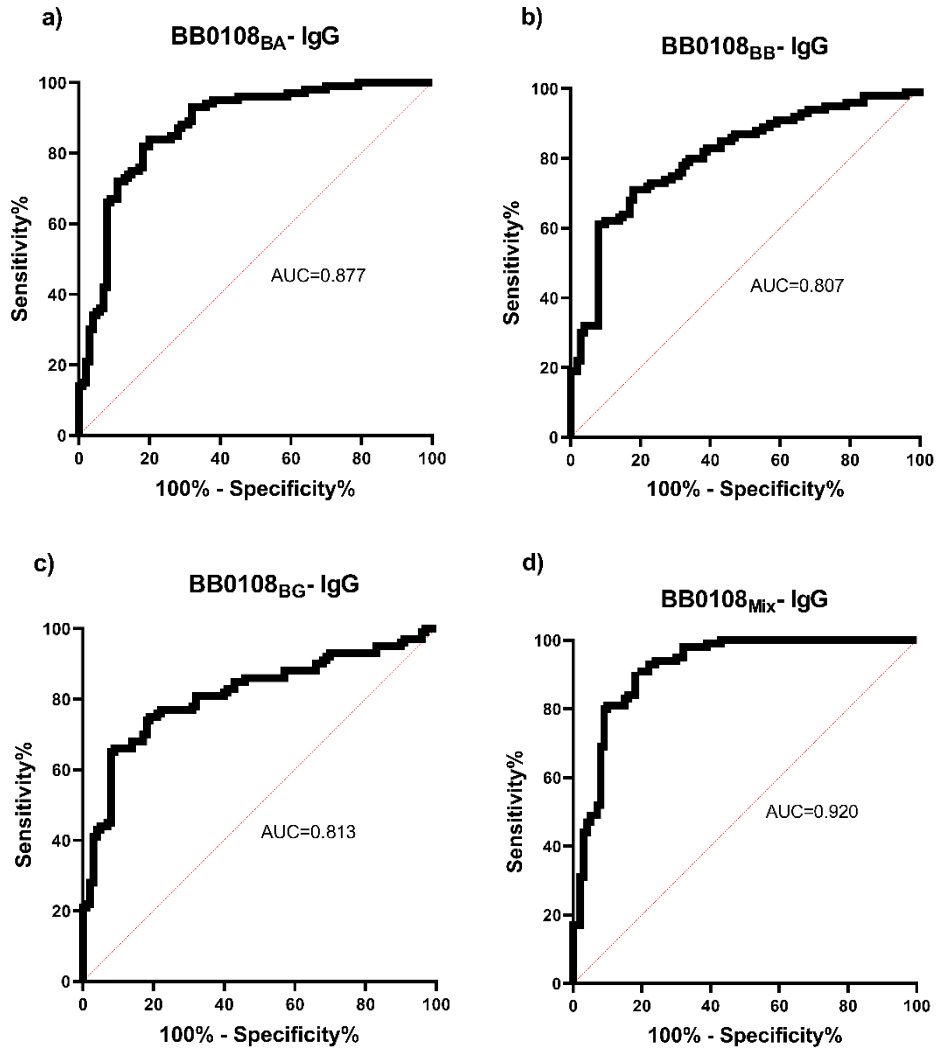 a)
BB0108BA- IgG
100
80
60
40
20
0
Sensitivity%
AUC=0.877
0 20 40 60 80 100
100% - Specificity%
b)
BB0108BB- IgG
100
80
60
40
20
0
Sensitivity%
AUC=0.807
0 20 40 60 80 100
100% - Specificity%
c)
BB0108BG- IgG
100
80
60
40
20
0
Sensitivity%
AUC=0.813
0 20 40 60 80 100
100% - Specificity%
d)
BB0108Mix- IgG
100
80
60
40
20
0
Sensitivity%
AUC=0.920
0 20 40 60 80 100
100% - Specificity%